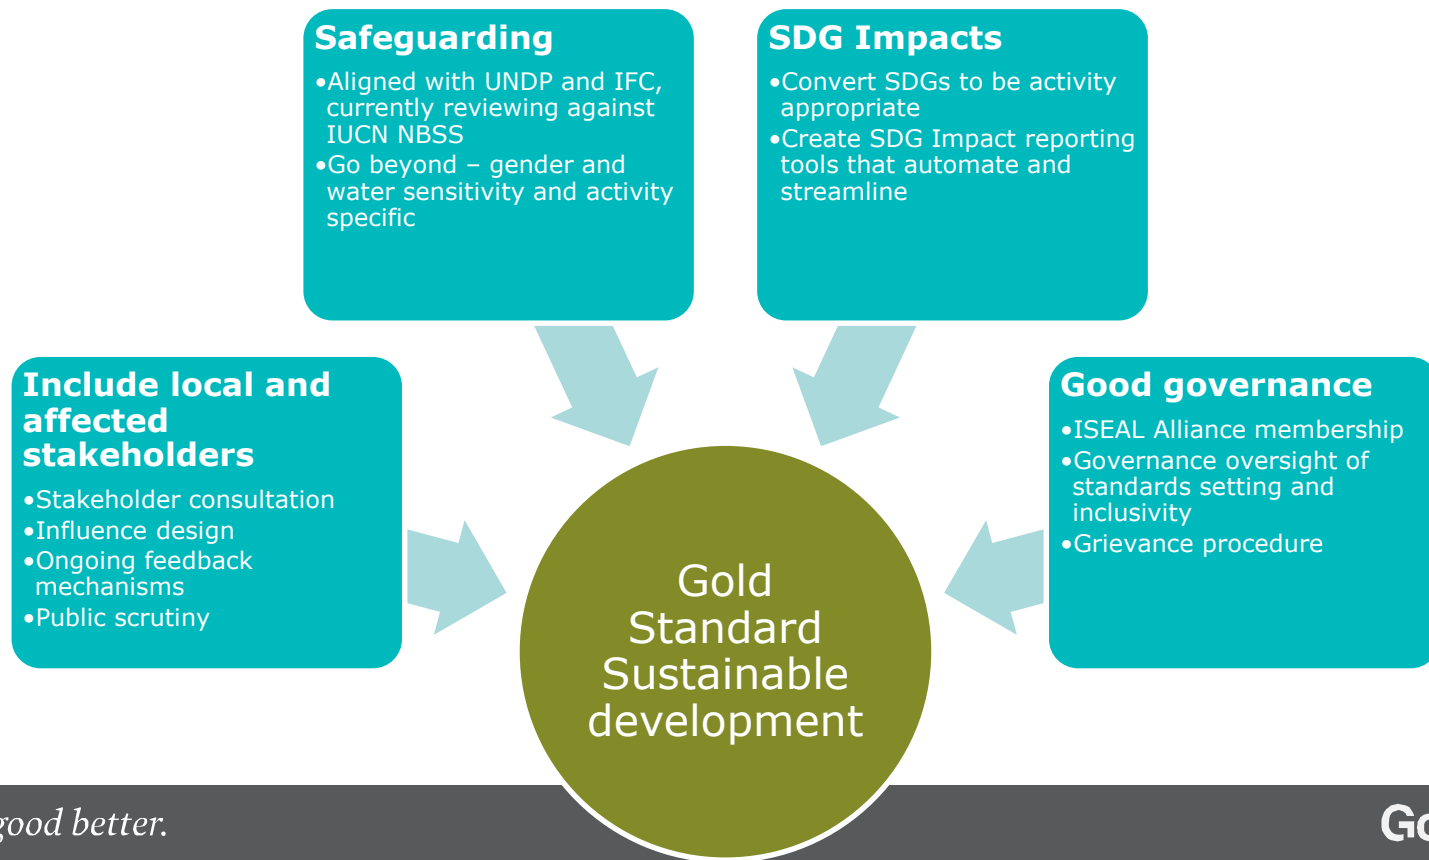 Safeguarding
•Aligned with UNDP and IFC,
currently reviewing against
IUCN NBSS
•Go beyond – gender and
water sensitivity and activity
specific
SDG Impacts
•Convert SDGs to be activity
appropriate
•Create SDG Impact reporting
tools that automate and
streamline
Include local and
affected
stakeholders
•Stakeholder consultation
•Influence design
•Ongoing feedback
mechanisms
•Public scrutiny
Good governance
•ISEAL Alliance membership
•Governance oversight of
standards setting and
inclusivity
•Grievance procedure
Gold
Standard
Sustainable
development
good better.